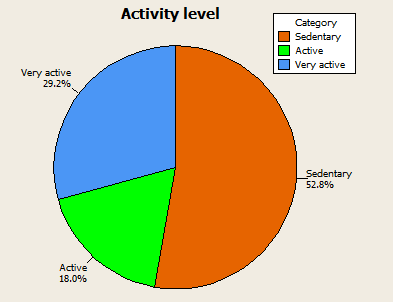 Activity level
Category
Sedentary
Active
Very active
Very active
29.2%
Sedentary
52.8%
Active
18.0%